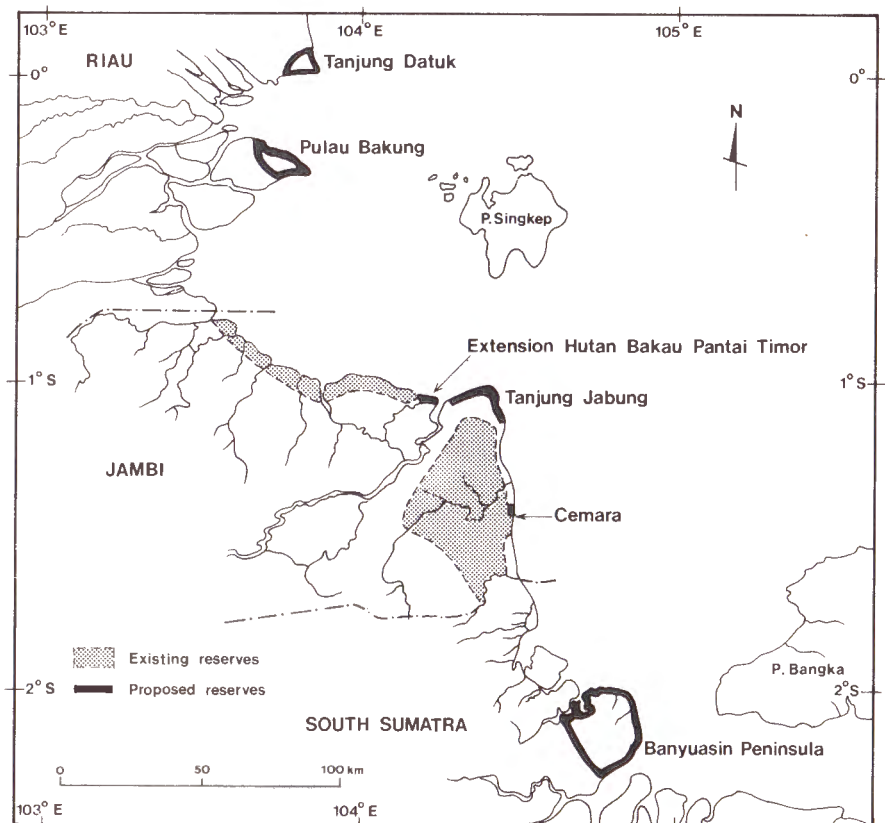 103° E
104° E
105° E
RIAU
Tanjung Datuk
0°
0°
Pulau Bakung
N
P. Singkep
Extension Hutan Bakau Pantai Timor
1° S
1° S
Tanjung Jabung
JAMBI
Cemara
Existing reserves
P. Bangka
2° S
Proposed reserves
2° S
SOUTH SUMATRA
Banyuasin Peninsula
0
50
100 km
103° E
104° E